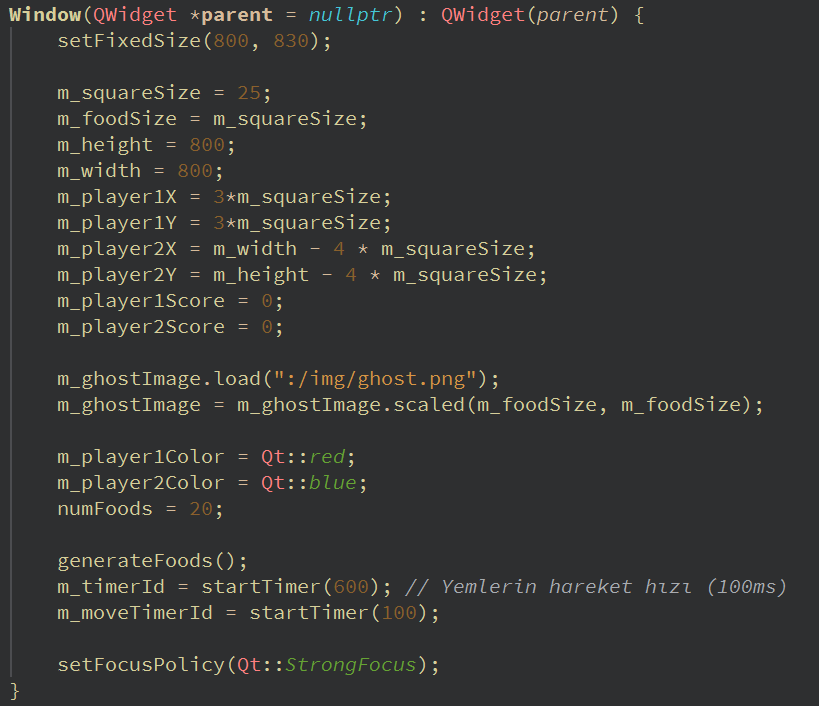 Window(QWidget *parent = nullptr) : QWidget(parent) {
    setFixedSize(800, 830);

    m_squareSize = 25;
    m_foodSize = m_squareSize;
    m_height = 800;
    m_width = 800;
    m_player1X = 3*m_squareSize;
    m_player1Y = 3*m_squareSize;
    m_player2X = m_width - 4 * m_squareSize;
    m_player2Y = m_height - 4 * m_squareSize;
    m_player1Score = 0;
    m_player2Score = 0;

    m_ghostImage.load(":/img/ghost.png");
    m_ghostImage = m_ghostImage.scaled(m_foodSize, m_foodSize);

    m_player1Color = Qt::red;
    m_player2Color = Qt::blue;
    numFoods = 20;

    generateFoods();
    m_timerId = startTimer(600); // Yemlerin hareket hızı (100ms)
    m_moveTimerId = startTimer(100);

    setFocusPolicy(Qt::StrongFocus);
}